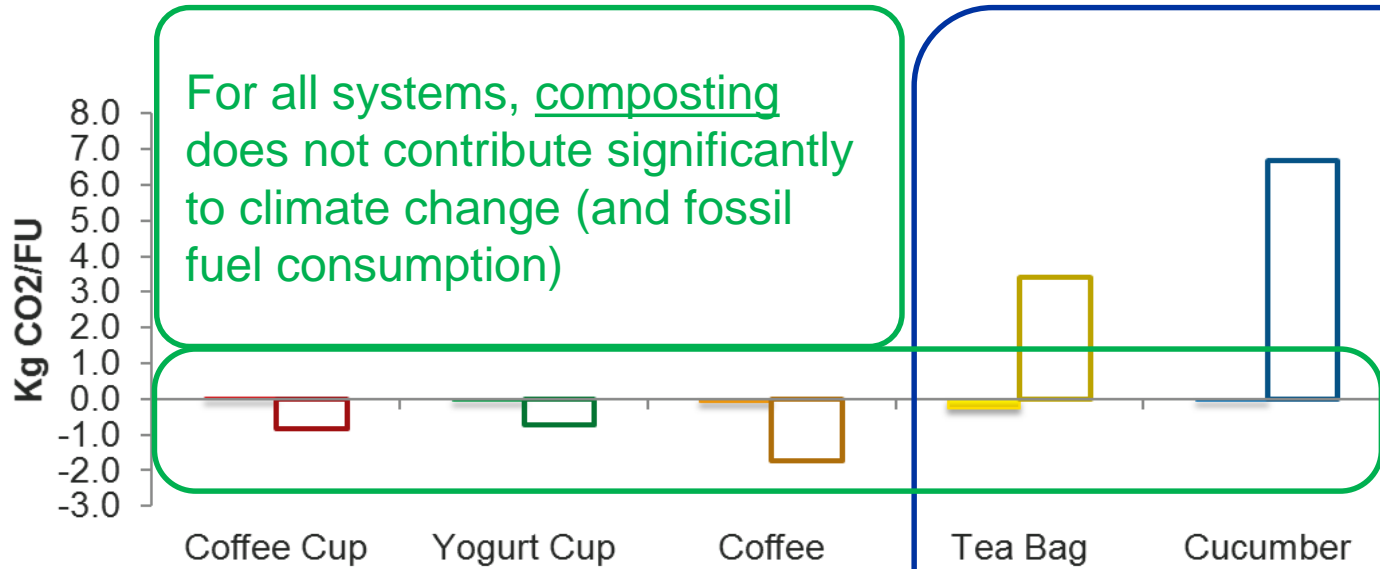 For all systems, composting
does not contribute significantly
to climate change (and fossil
fuel consumption)
Kg CO2/FU
8.0
7.0
6.0
5.0
4.0
3.0
2.0
1.0
0.0
-1.0
-2.0
-3.0
Coffee Cup
Yogurt Cup
Coffee
Tea Bag
Cucumber